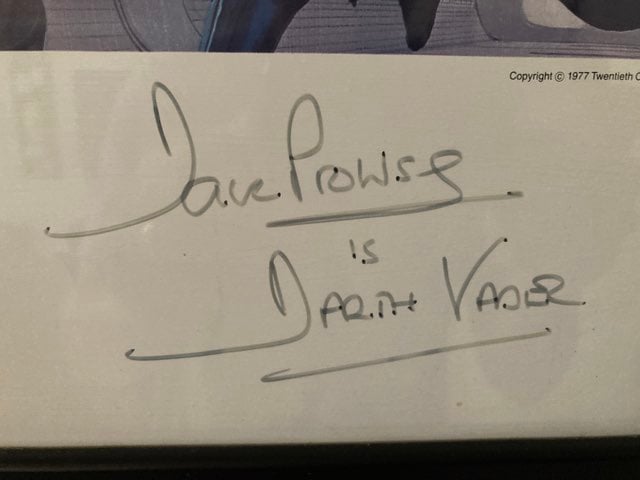 Copyright © 1977 Twentieth C
Dave Prowse
is
DARTH VADER